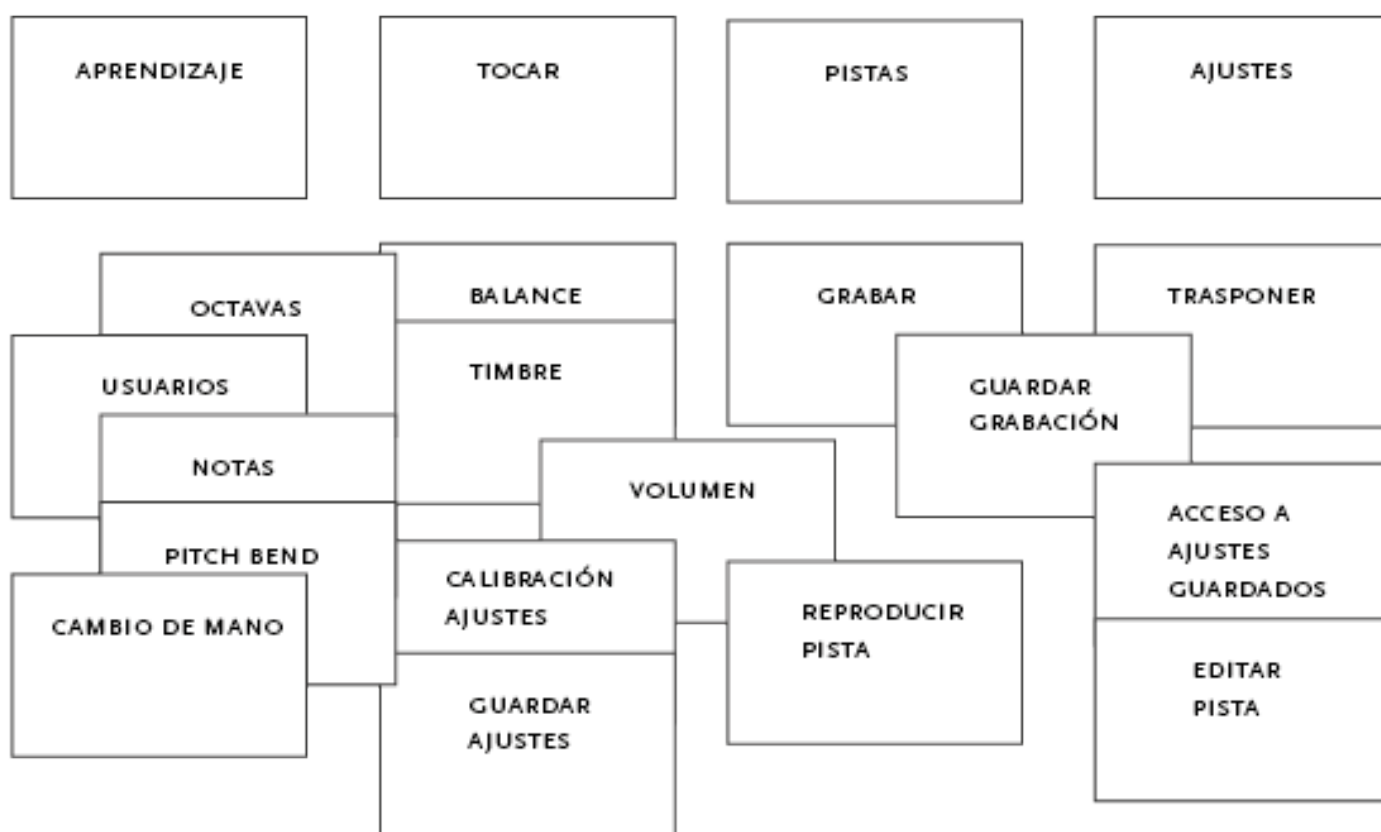 APRENDIZAJE
TOCAR
PISTAS
AJUSTES
OCTAVAS
BALANCE
GRABAR
TRASPONER
USUARIOS
TIMBRE
GUARDAR
GRABACIÓN
NOTAS
VOLUMEN
ACCESO A
AJUSTES
GUARDADOS
PITCH BEND
CALIBRACIÓN
AJUSTES
REPRODUCIR
PISTA
CAMBIO DE MANO
GUARDAR
AJUSTES
EDITAR
PISTA